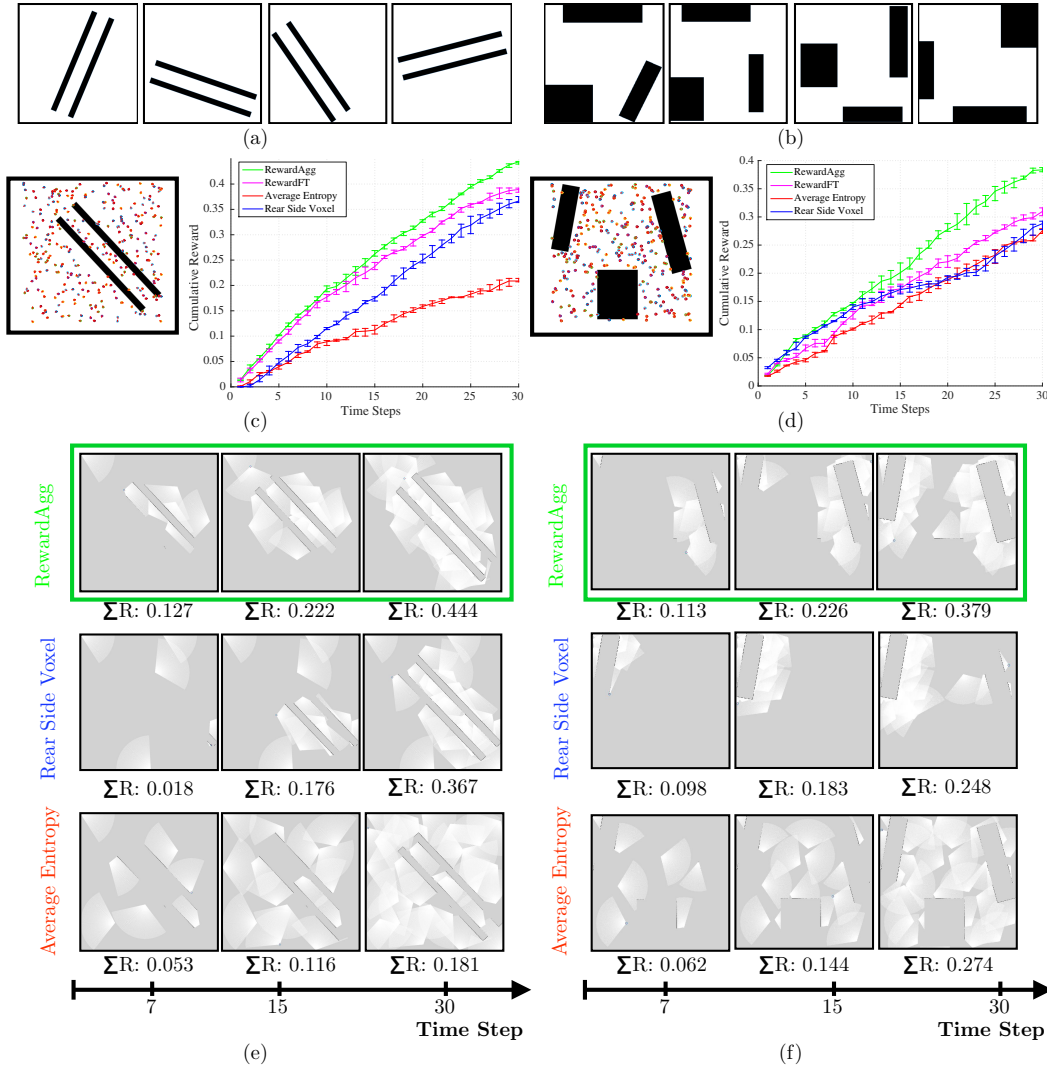 (a)
(b)
RewardAgg
RewardFT
Average Entropy
Rear Side Voxel
Cumulative Reward
0.4
0.35
0.3
0.25
0.2
0.15
0.1
0.05
0
0 5 10 15 20 25 30
Time Steps
(c)
RewardAgg
RewardFT
Average Entropy
Rear Side Voxel
Cumulative Reward
0.4
0.35
0.3
0.25
0.2
0.15
0.1
0.05
0
0 5 10 15 20 25 30
Time Steps
(d)
RewardAgg
ΣR: 0.127 ΣR: 0.222 ΣR: 0.444
Rear Side Voxel
ΣR: 0.018 ΣR: 0.176 ΣR: 0.367
Average Entropy
ΣR: 0.053 ΣR: 0.116 ΣR: 0.181
7 15 30
Time Step
(e)
RewardAgg
ΣR: 0.113 ΣR: 0.226 ΣR: 0.379
Rear Side Voxel
ΣR: 0.098 ΣR: 0.183 ΣR: 0.248
Average Entropy
ΣR: 0.062 ΣR: 0.144 ΣR: 0.274
7 15 30
Time Step
(f)